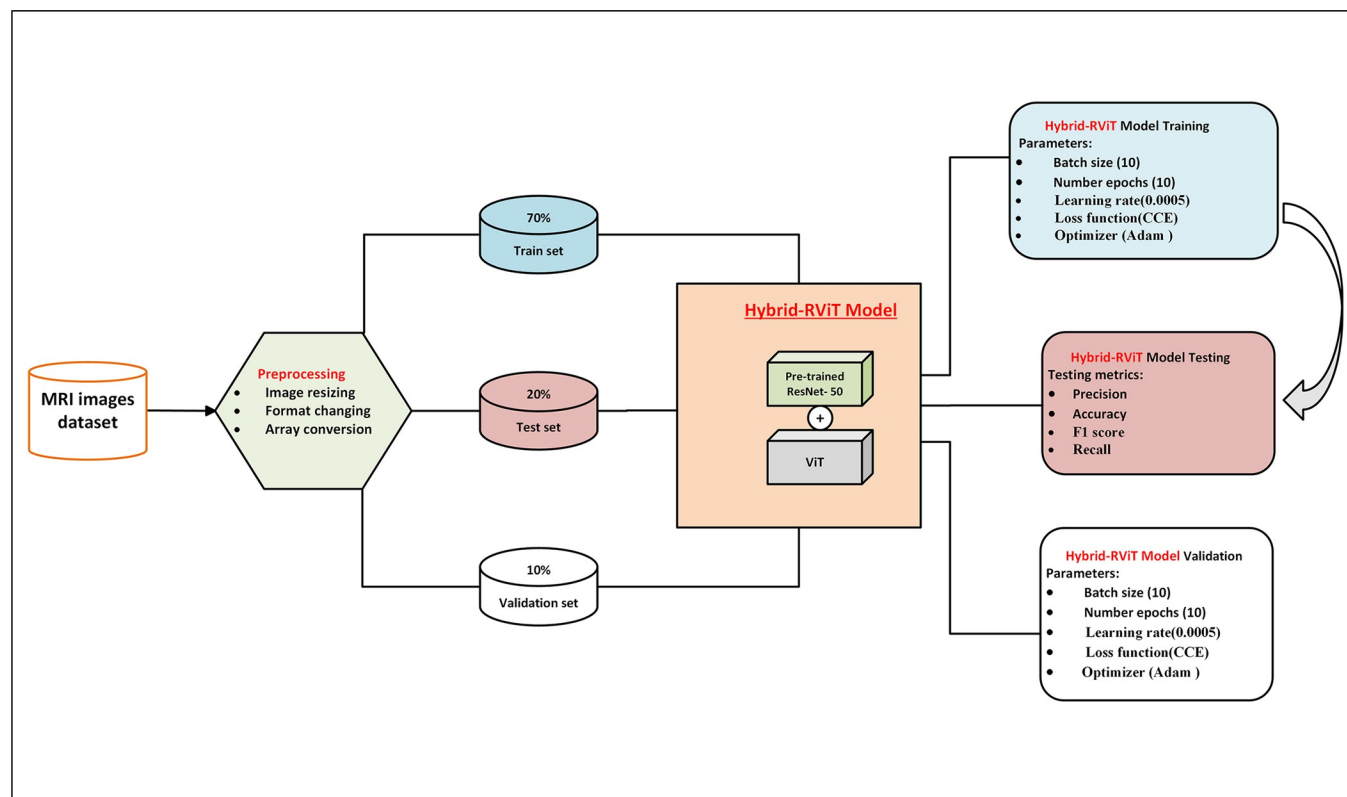 MRI images
dataset
Preprocessing
• Image resizing
• Format changing
• Array conversion
70%
Train set
20%
Test set
10%
Validation set
Hybrid-RViT Model
Pre-trained
ResNet- 50
+
ViT
Hybrid-RViT Model Training
Parameters:
• Batch size (10)
• Number epochs (10)
• Learning rate(0.0005)
• Loss function(CCE)
• Optimizer (Adam )
Hybrid-RViT Model Testing
Testing metrics:
• Precision
• Accuracy
• F1 score
• Recall
Hybrid-RViT Model Validation
Parameters:
• Batch size (10)
• Number epochs (10)
• Learning rate(0.0005)
• Loss function(CCE)
• Optimizer (Adam )